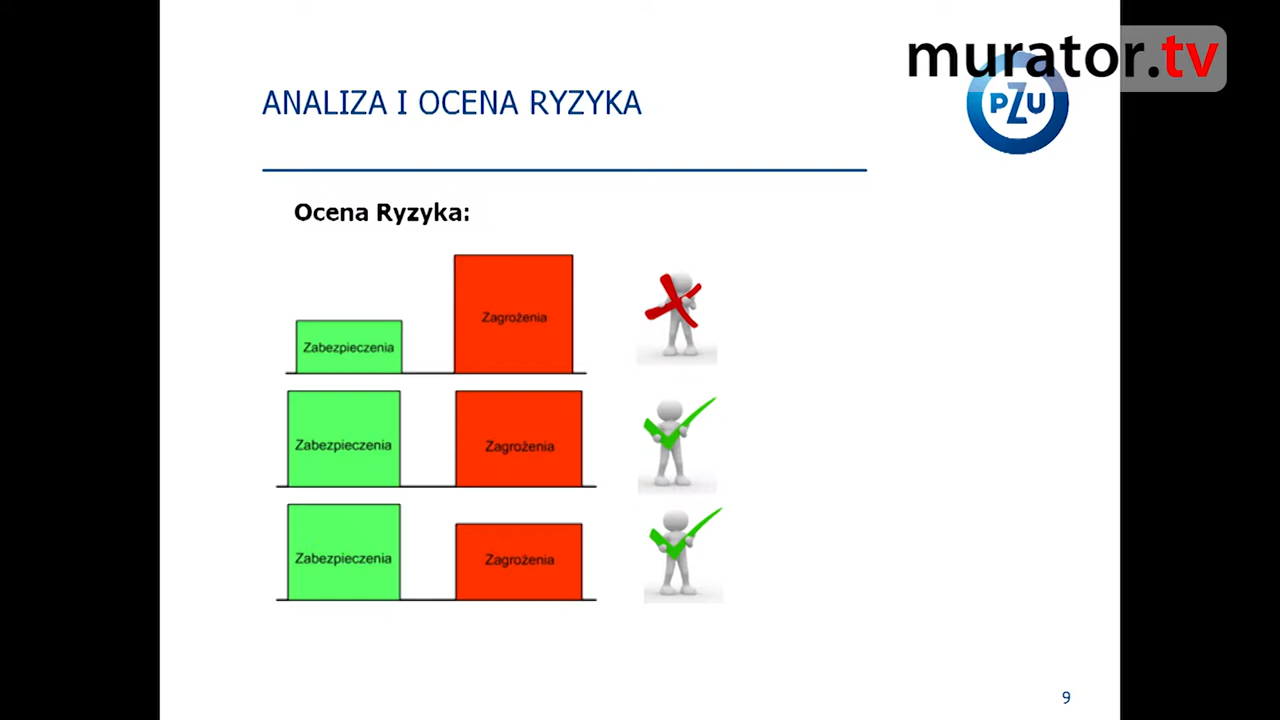 murator.tv
PZU
ANALIZA I OCENA RYZYKA
Ocena Ryzyka:
Zabezpieczenia Zagrożenia
Zabezpieczenia Zagrożenia
Zabezpieczenia Zagrożenia
9